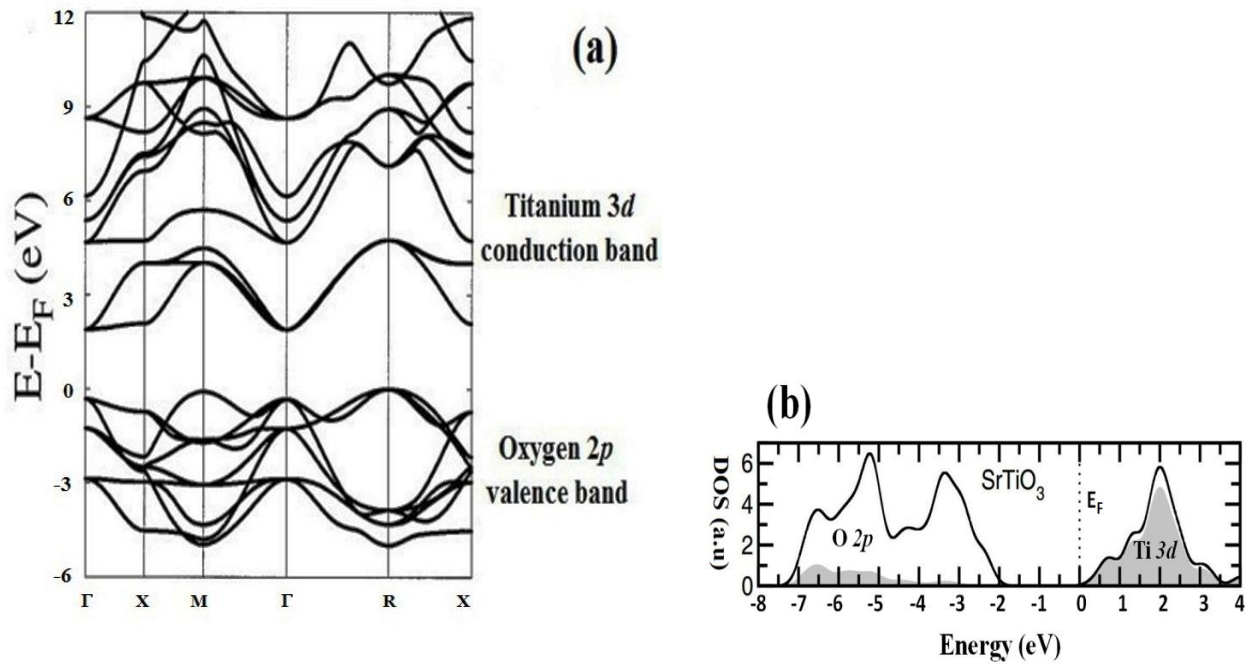 (a)
E-E_F (eV)
12
9
6
3
0
-3
-6
Γ X M Γ R X
Titanium 3d
conduction band
Oxygen 2p
valence band
(b)
DOS (a.u)
6
4
2
0
SrTiO₃
E_F
O 2p
Ti 3d
-8 -7 -6 -5 -4 -3 -2 -1 0 1 2 3 4
Energy (eV)